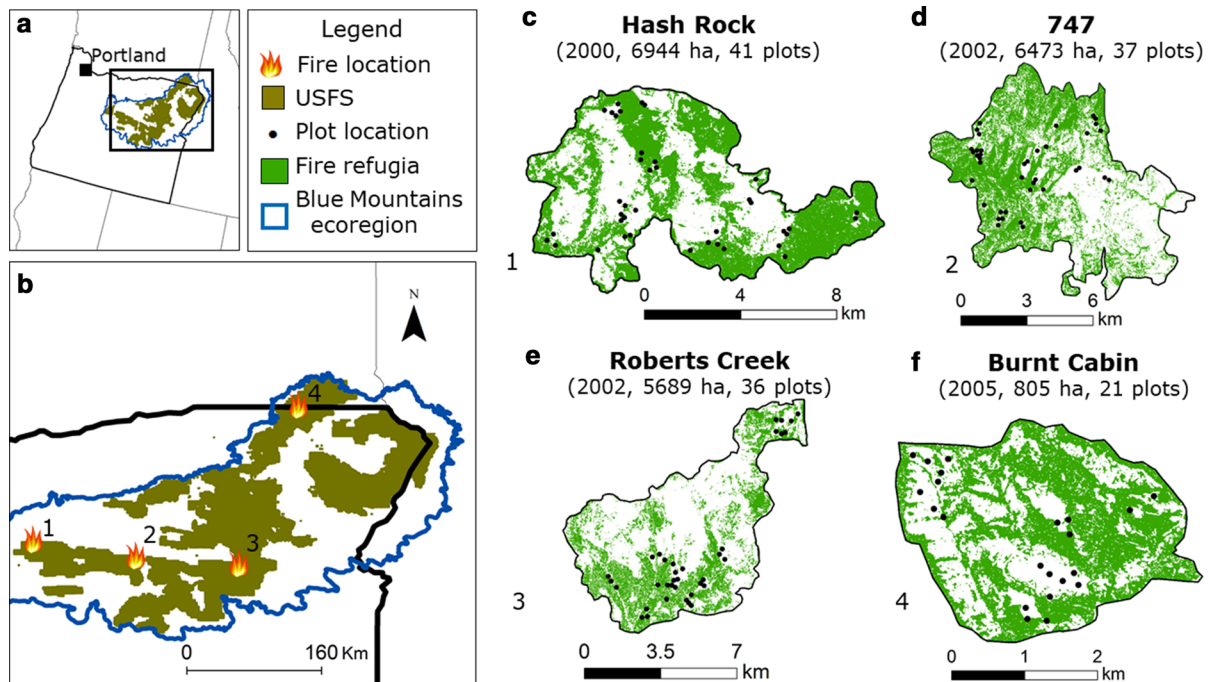 a
Portland
Legend
Fire location
USFS
Plot location
Fire refugia
Blue Mountains
ecoregion
b
N
4
1
2
3
0 160 Km
c
Hash Rock
(2000, 6944 ha, 41 plots)
1
0 4 8
km
d
747
(2002, 6473 ha, 37 plots)
2
0 3 6
km
e
Roberts Creek
(2002, 5689 ha, 36 plots)
3
0 3.5 7
km
f
Burnt Cabin
(2005, 805 ha, 21 plots)
4
0 1 2
km